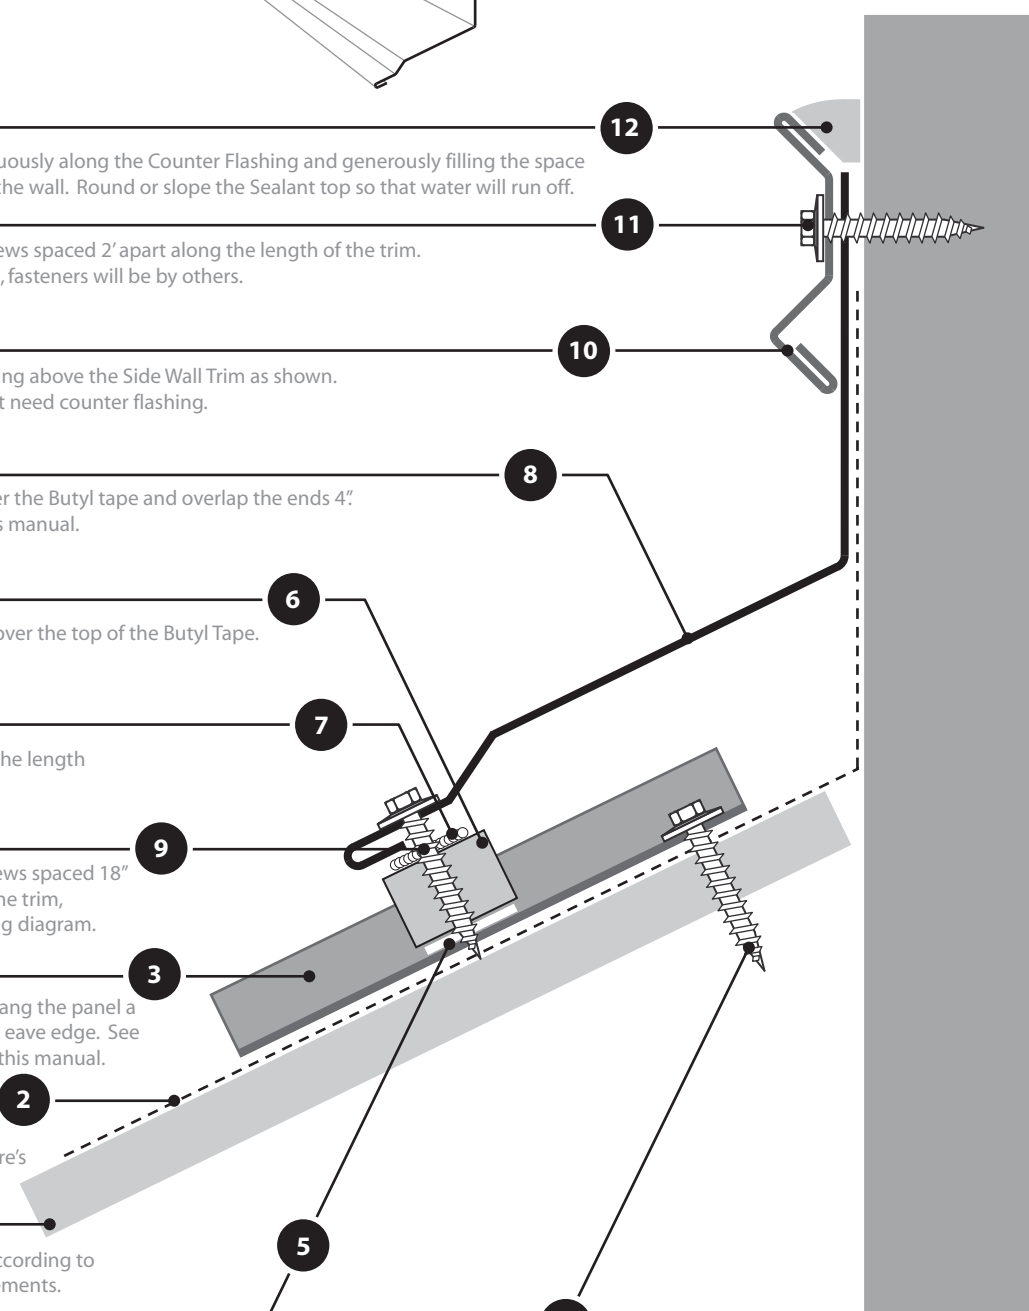 12
uously along the Counter Flashing and generously filling the space
the wall. Round or slope the Sealant top so that water will run off.
11
ews spaced 2' apart along the length of the trim.
, fasteners will be by others.
10
ing above the Side Wall Trim as shown.
t need counter flashing.
8
er the Butyl tape and overlap the ends 4".
s manual.
6
over the top of the Butyl Tape.
7
he length
9
ews spaced 18"
he trim,
g diagram.
3
ang the panel a
eave edge. See
this manual.
2
re's
5
ccording to
ements.